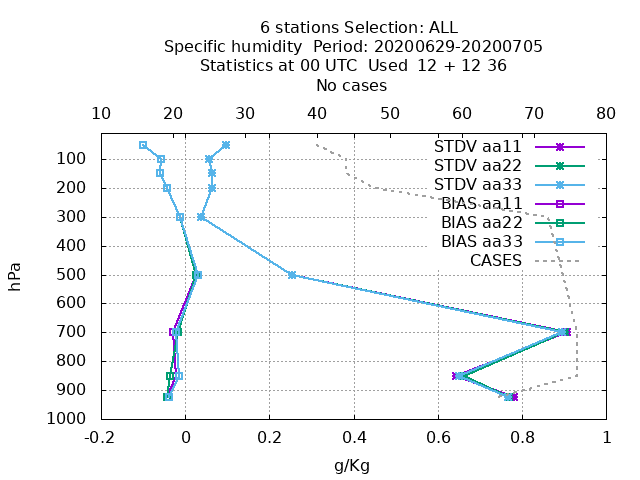 6 stations Selection: ALL
Specific humidity  Period: 20200629-20200705
Statistics at 00 UTC  Used  12 + 12 36
No cases
10 20 30 40 50 60 70 80
STDV aa11
STDV aa22
STDV aa33
BIAS aa11
BIAS aa22
BIAS aa33
CASES
hPa
100
200
300
400
500
600
700
800
900
1000
-0.2 0 0.2 0.4 0.6 0.8 1
g/Kg